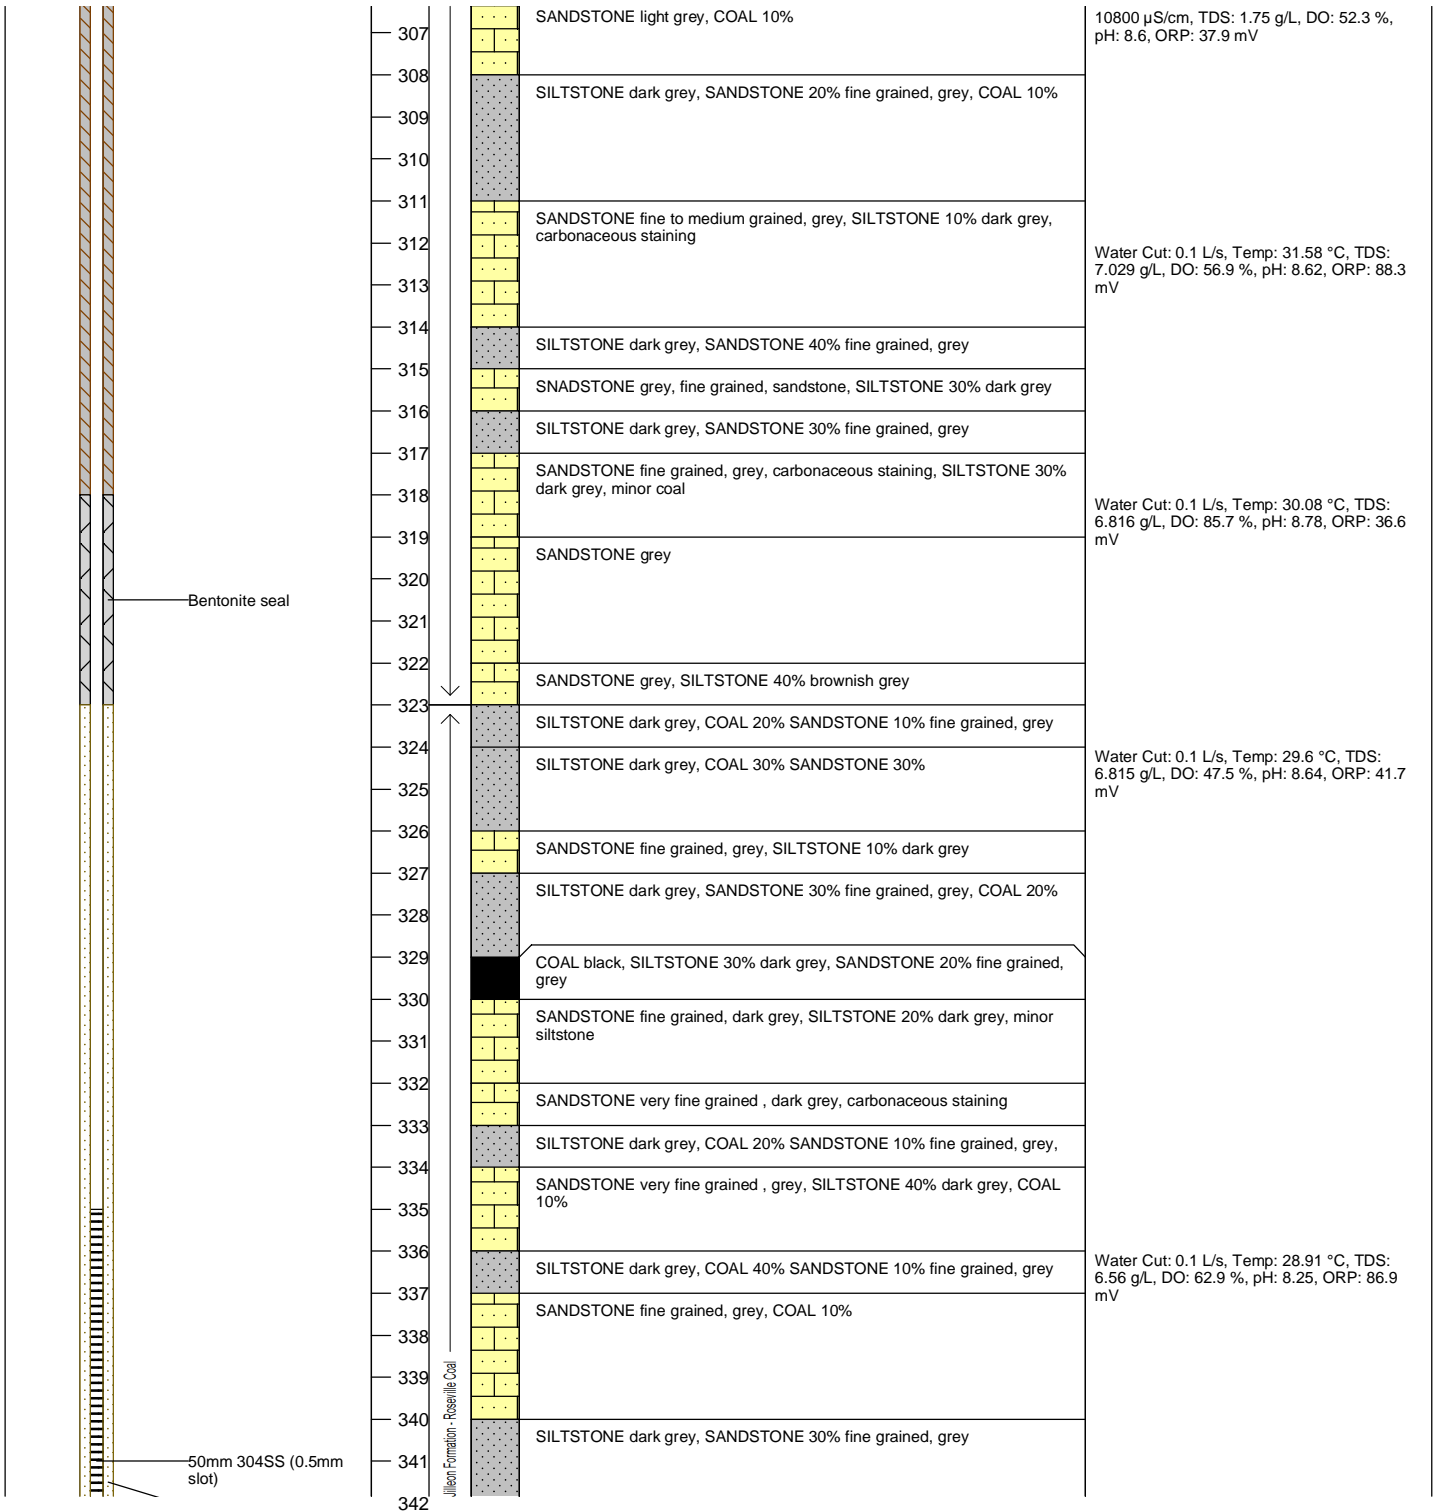 SANDSTONE light grey, COAL 10%
10800 µS/cm, TDS: 1.75 g/L, DO: 52.3 %,
pH: 8.6, ORP: 37.9 mV
307
308
SILTSTONE dark grey, SANDSTONE 20% fine grained, grey, COAL 10%
309
310
311
SANDSTONE fine to medium grained, grey, SILTSTONE 10% dark grey,
carbonaceous staining
312
Water Cut: 0.1 L/s, Temp: 31.58 °C, TDS:
7.029 g/L, DO: 56.9 %, pH: 8.62, ORP: 88.3
mV
313
314
SILTSTONE dark grey, SANDSTONE 40% fine grained, grey
315
SNADSTONE grey, fine grained, sandstone, SILTSTONE 30% dark grey
316
SILTSTONE dark grey, SANDSTONE 30% fine grained, grey
317
SANDSTONE fine grained, grey, carbonaceous staining, SILTSTONE 30%
dark grey, minor coal
318
Water Cut: 0.1 L/s, Temp: 30.08 °C, TDS:
6.816 g/L, DO: 85.7 %, pH: 8.78, ORP: 36.6
mV
319
SANDSTONE grey
320
Bentonite seal
321
322
SANDSTONE grey, SILTSTONE 40% brownish grey
323
SILTSTONE dark grey, COAL 20% SANDSTONE 10% fine grained, grey
324
SILTSTONE dark grey, COAL 30% SANDSTONE 30%
Water Cut: 0.1 L/s, Temp: 29.6 °C, TDS:
6.815 g/L, DO: 47.5 %, pH: 8.64, ORP: 41.7
mV
325
326
SANDSTONE fine grained, grey, SILTSTONE 10% dark grey
327
SILTSTONE dark grey, SANDSTONE 30% fine grained, grey, COAL 20%
328
329
COAL black, SILTSTONE 30% dark grey, SANDSTONE 20% fine grained,
grey
330
SANDSTONE fine grained, dark grey, SILTSTONE 20% dark grey, minor
siltstone
331
332
SANDSTONE very fine grained , dark grey, carbonaceous staining
333
SILTSTONE dark grey, COAL 20% SANDSTONE 10% fine grained, grey,
334
SANDSTONE very fine grained , grey, SILTSTONE 40% dark grey, COAL
10%
335
336
SILTSTONE dark grey, COAL 40% SANDSTONE 10% fine grained, grey
Water Cut: 0.1 L/s, Temp: 28.91 °C, TDS:
6.56 g/L, DO: 62.9 %, pH: 8.25, ORP: 86.9
mV
337
SANDSTONE fine grained, grey, COAL 10%
338
339
340
SILTSTONE dark grey, SANDSTONE 30% fine grained, grey
341
50mm 304SS (0.5mm
slot)
342
Formation - Roseville Coal